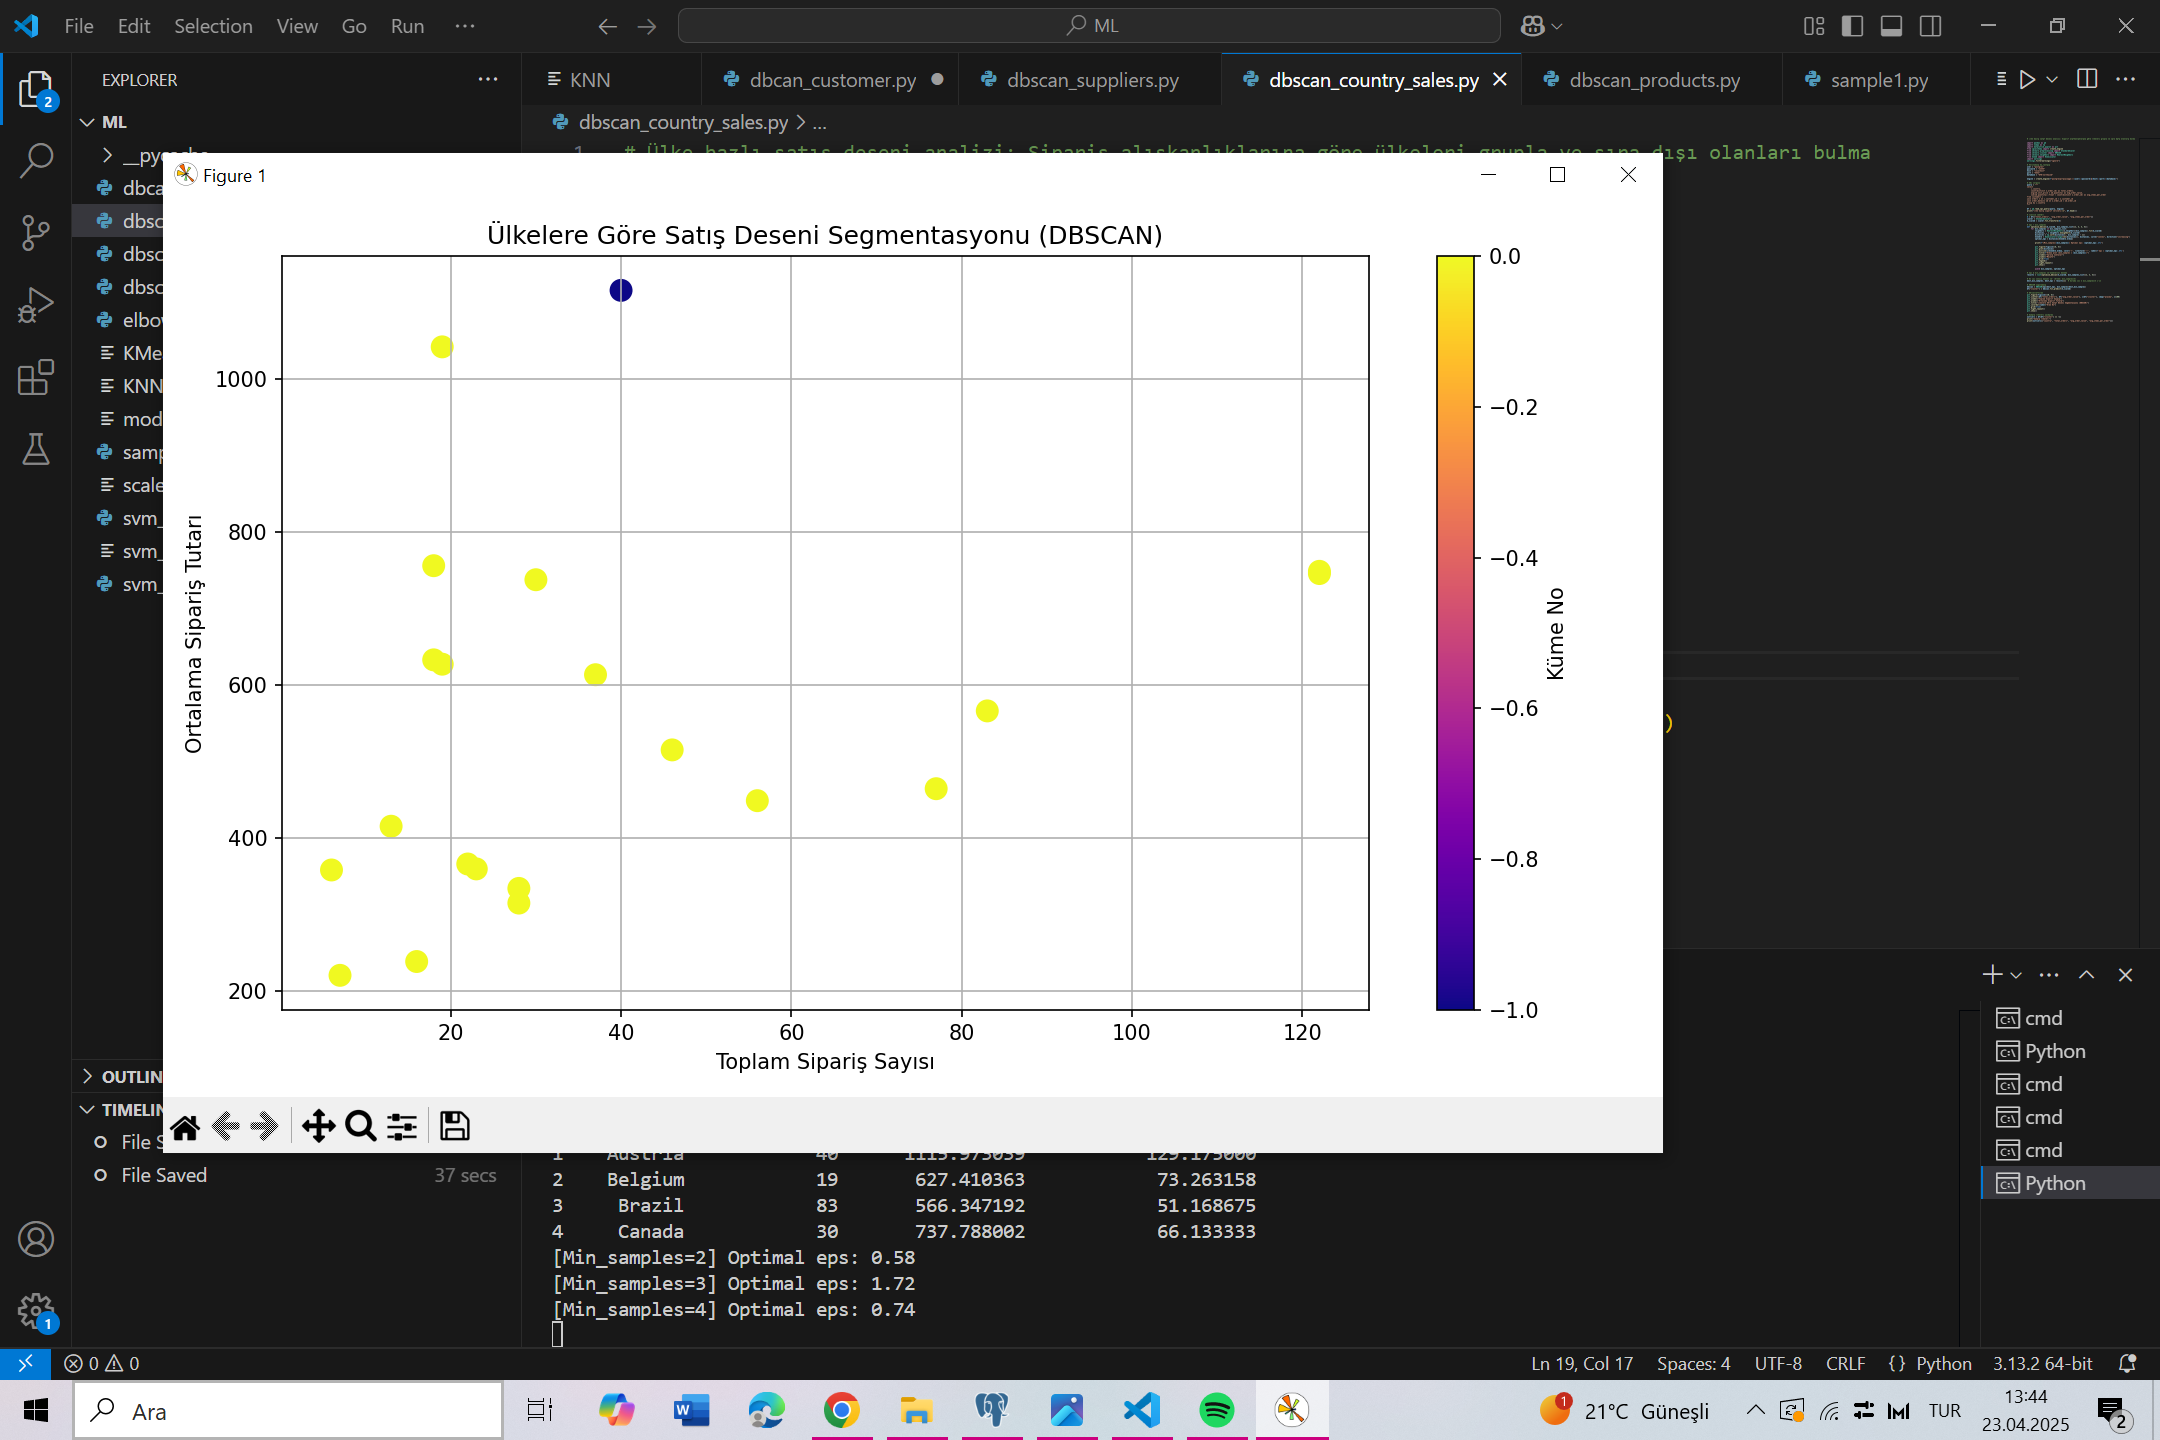 File Edit Selection View Go Run ···
ML
EXPLORER ···
KNN dbcan_customer.py dbscan_suppliers.py dbscan_country_sales.py dbscan_products.py sample1.py
ML
dbscan_country_sales.py > ...
2
1 # Ülke bazlı satış deseni analizi: Sipariş alışkanlıklarına göre ülkeleri grupla ve sıra dışı olanları bulma
dbca
dbsc
dbsc
dbsc
elbo
KMe
KNN
mod
samp
scale
svm_
svm_
svm_
Figure 1
Ülkelere Göre Satış Deseni Segmentasyonu (DBSCAN)
Ortalama Sipariş Tutarı
1000
800
600
400
200
20 40 60 80 100 120
Toplam Sipariş Sayısı
0.0
−0.2
−0.4
−0.6
−0.8
−1.0
Küme No
)
OUTLIN
TIMELIN
File S
File Saved 37 secs
1 Austria 40 1115.973039 129.175000
2 Belgium 19 627.410363 73.263158
3 Brazil 83 566.347192 51.168675
4 Canada 30 737.788002 66.133333
[Min_samples=2] Optimal eps: 0.58
[Min_samples=3] Optimal eps: 1.72
[Min_samples=4] Optimal eps: 0.74
cmd
Python
cmd
cmd
cmd
Python
1
0 0
Ln 19, Col 17 Spaces: 4 UTF-8 CRLF {} Python 3.13.2 64-bit
Ara
1
21°C Güneşli
TUR
13:44
23.04.2025
2